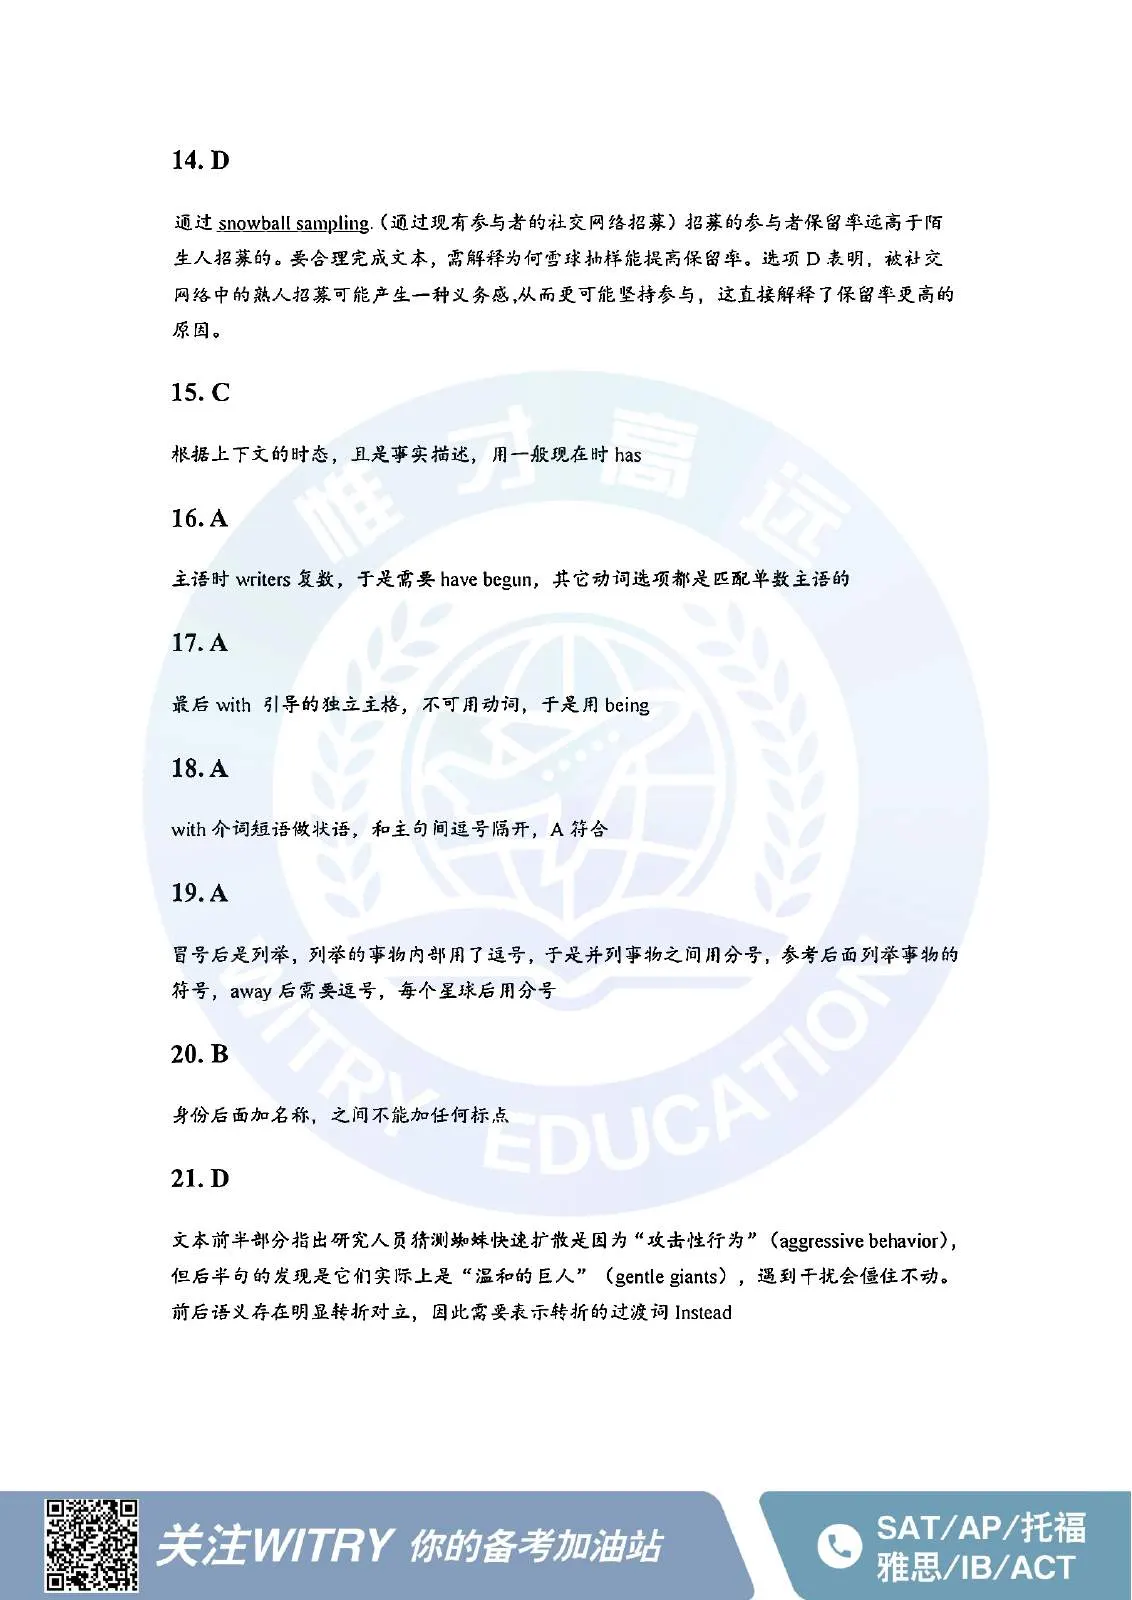 14. D
通过 snowball sampling.（通过现有参与者的社交网络招募）招募的参与者保留率远高于陌
生人招募的。要合理完成文本，需解释为何雪球抽样能提高保留率。选项 D 表明，被社交
网络中的熟人招募可能产生一种义务感,从而更可能坚持参与，这直接解释了保留率更高的
原因。
15. C
根据上下文的时态，且是事实描述，用一般现在时 has
16. A
主语时 writers 复数，于是需要 have begun，其它动词选项都是匹配单数主语的
17. A
最后 with 引导的独立主格，不可用动词，于是用 being
18. A
with 介词短语做状语，和主句间逗号隔开，A 符合
19. A
冒号后是列举，列举的事物内部用了逗号，于是并列事物之间用分号，参考后面列举事物的
符号，away 后需要逗号，每个星球后用分号
20. B
身份后面加名称，之间不能加任何标点
21. D
文本前半部分指出研究人员猜测蜘蛛快速扩散是因为“攻击性行为”（aggressive behavior），
但后半句的发现是它们实际上是“温和的巨人”（gentle giants），遇到干扰会僵住不动。
前后语义存在明显转折对立，因此需要表示转折的过渡词 Instead
惟才高远
WITRY EDUCATION
关注WITRY 你的备考加油站
SAT/AP/托福
雅思/IB/ACT